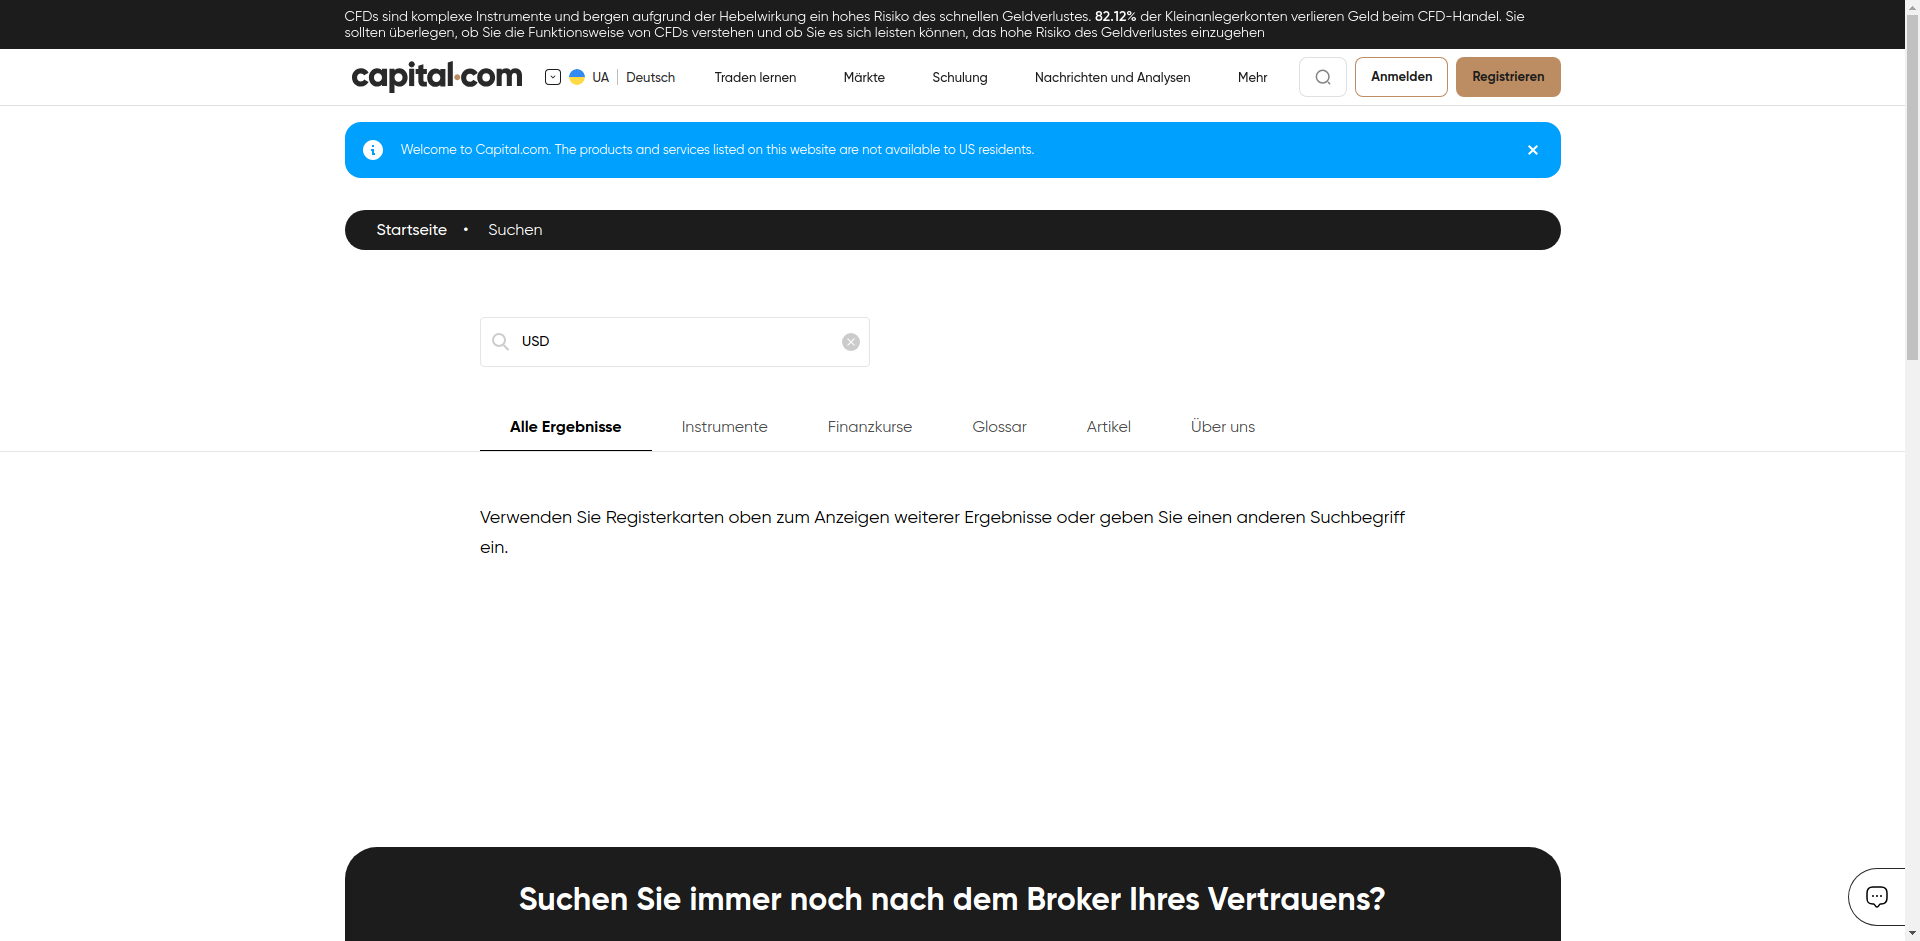 CFDs sind komplexe Instrumente und bergen aufgrund der Hebelwirkung ein hohes Risiko des schnellen Geldverlustes. 82.12% der Kleinanlegerkonten verlieren Geld beim CFD-Handel. Sie
sollten überlegen, ob Sie die Funktionsweise von CFDs verstehen und ob Sie es sich leisten können, das hohe Risiko des Geldverlustes einzugehen
capital.com UA Deutsch Traden lernen Märkte Schulung Nachrichten und Analysen Mehr Anmelden Registrieren
Welcome to Capital.com. The products and services listed on this website are not available to US residents.
Startseite • Suchen
USD
Alle Ergebnisse Instrumente Finanzkurse Glossar Artikel Über uns
Verwenden Sie Registerkarten oben zum Anzeigen weiterer Ergebnisse oder geben Sie einen anderen Suchbegriff
ein.
Suchen Sie immer noch nach dem Broker Ihres Vertrauens?